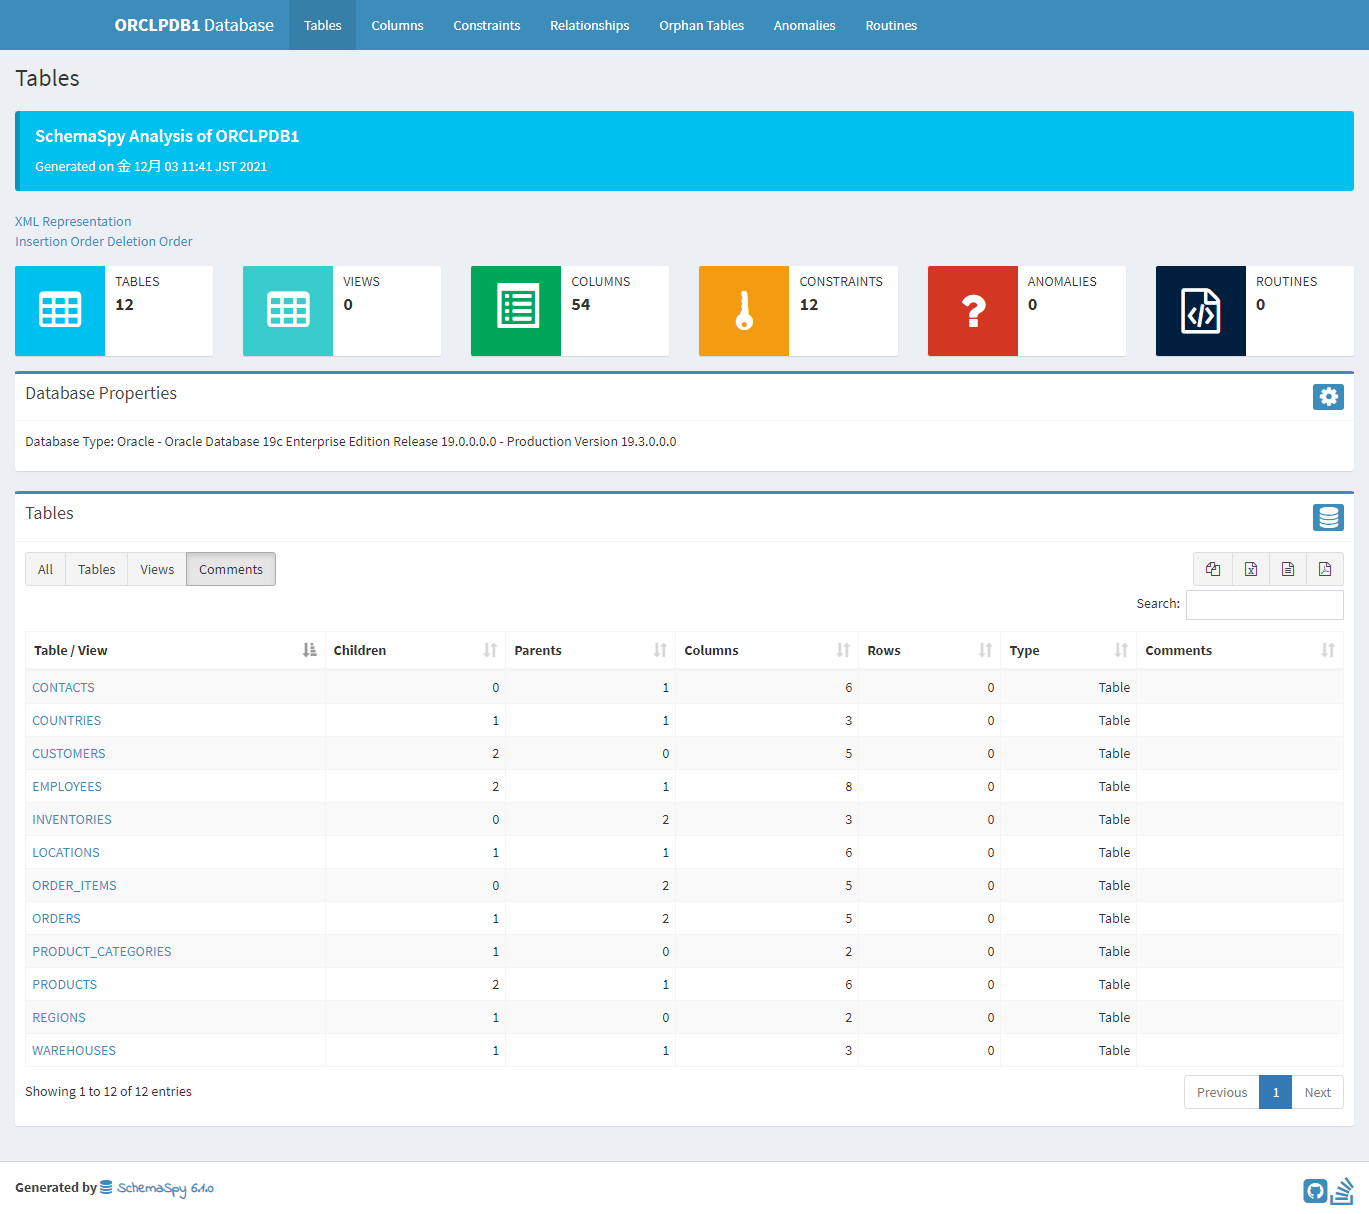 ORCLPDB1 Database Tables Columns Constraints Relationships Orphan Tables Anomalies Routines
Tables
SchemaSpy Analysis of ORCLPDB1
Generated on 金 12月 03 11:41 JST 2021
XML Representation
Insertion Order Deletion Order
TABLES
12
VIEWS
0
COLUMNS
54
CONSTRAINTS
12
ANOMALIES
0
ROUTINES
0
Database Properties
Database Type: Oracle - Oracle Database 19c Enterprise Edition Release 19.0.0.0.0 - Production Version 19.3.0.0.0
Tables
All Tables Views Comments
Search:
Table / View Children Parents Columns Rows Type Comments
CONTACTS 0 1 6 0 Table
COUNTRIES 1 1 3 0 Table
CUSTOMERS 2 0 5 0 Table
EMPLOYEES 2 1 8 0 Table
INVENTORIES 0 2 3 0 Table
LOCATIONS 1 1 6 0 Table
ORDER_ITEMS 0 2 5 0 Table
ORDERS 1 2 5 0 Table
PRODUCT_CATEGORIES 1 0 2 0 Table
PRODUCTS 2 1 6 0 Table
REGIONS 1 0 2 0 Table
WAREHOUSES 1 1 3 0 Table
Showing 1 to 12 of 12 entries
Previous 1 Next
Generated by SchemaSpy 6.1.0